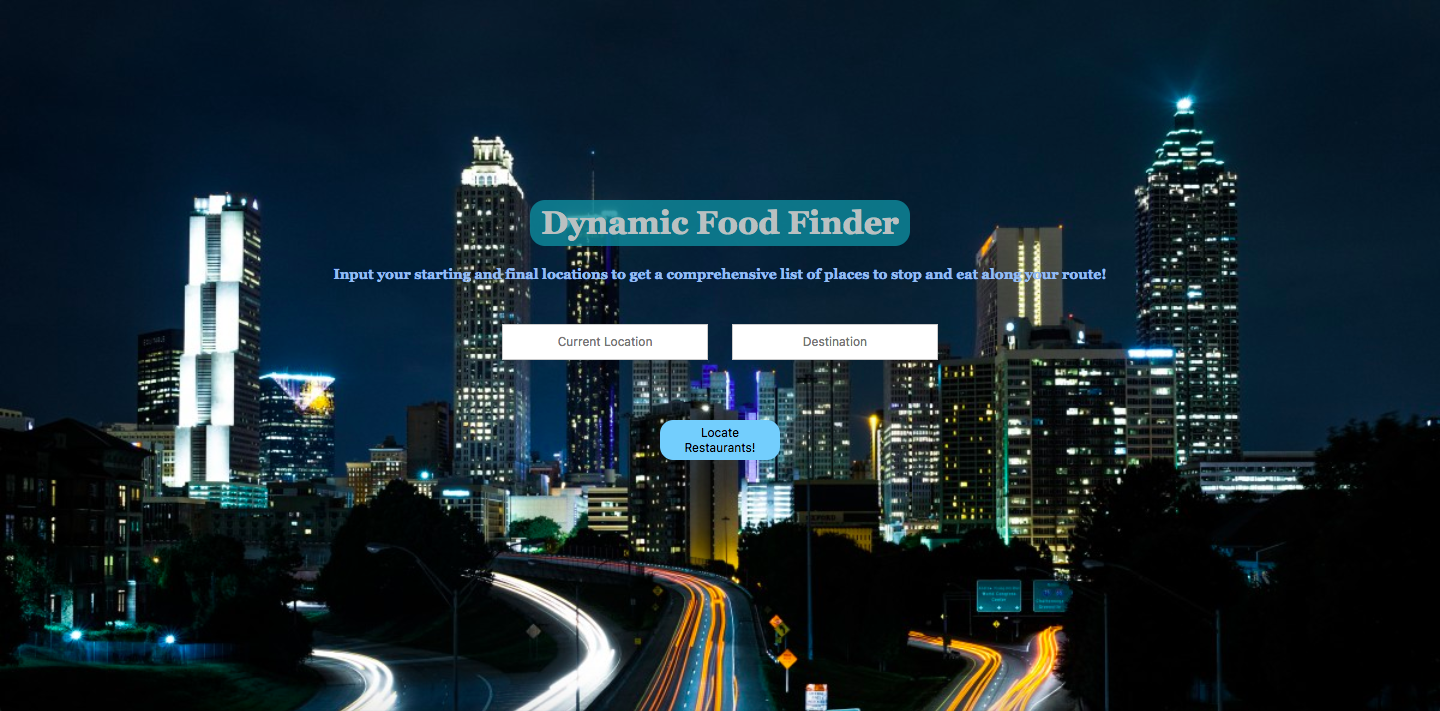 Dynamic Food Finder
Input your starting and final locations to get a comprehensive list of places to stop and eat along your route!
Current Location
Destination
Locate
Restaurants!